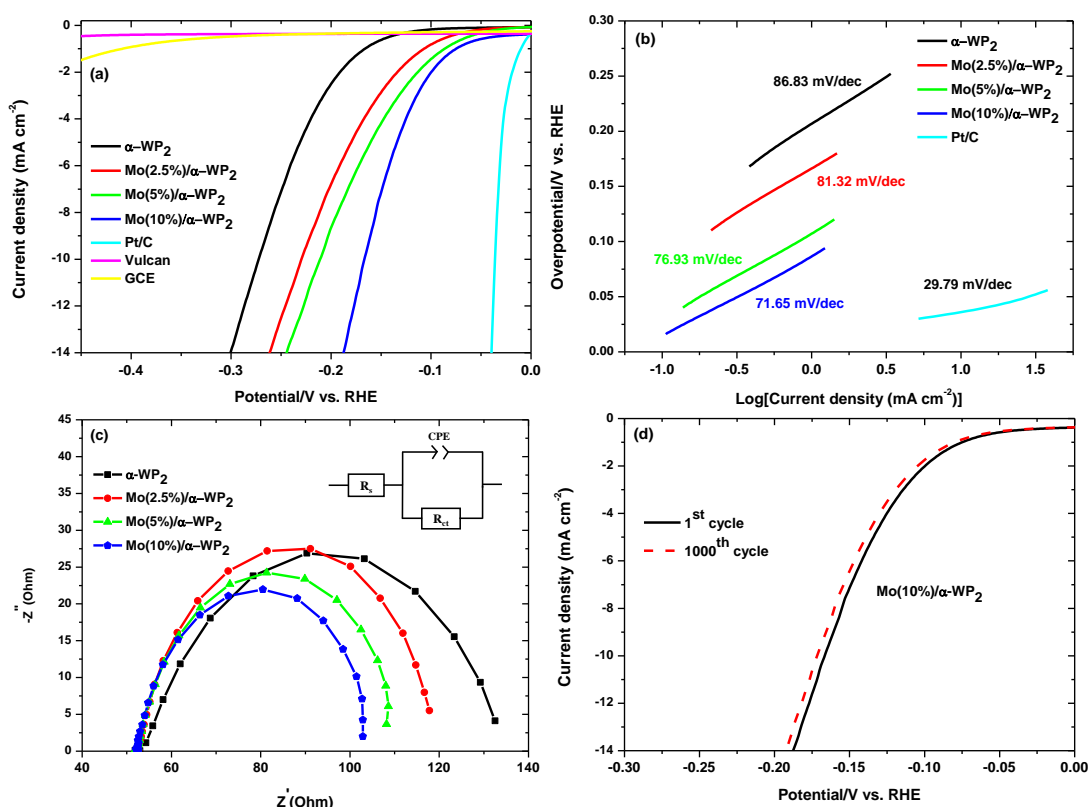 (a)
0
-2
-4
-6
-8
-10
-12
-14
Current density (mA cm⁻²)
α–WP₂
Mo(2.5%)/α–WP₂
Mo(5%)/α–WP₂
Mo(10%)/α–WP₂
Pt/C
Vulcan
GCE
-0.4 -0.3 -0.2 -0.1 0.0
Potential/V vs. RHE
(b)
0.30
0.25
0.20
0.15
0.10
0.05
0.00
Overpotential/V vs. RHE
α–WP₂
Mo(2.5%)/α–WP₂
Mo(5%)/α–WP₂
Mo(10%)/α–WP₂
Pt/C
86.83 mV/dec
81.32 mV/dec
76.93 mV/dec
71.65 mV/dec
29.79 mV/dec
-1.0 -0.5 0.0 0.5 1.0 1.5
Log[Current density (mA cm⁻²)]
(c)
45
40
35
30
25
20
15
10
5
0
-Z''(Ohm)
α-WP₂
Mo(2.5%)/α–WP₂
Mo(5%)/α–WP₂
Mo(10%)/α–WP₂
CPE
Rₛ
R_ct
40 60 80 100 120 140
Z'(Ohm)
(d)
0
-2
-4
-6
-8
-10
-12
-14
Current density (mA cm⁻²)
1ˢᵗ cycle
1000ᵗʰ cycle
Mo(10%)/α-WP₂
-0.30 -0.25 -0.20 -0.15 -0.10 -0.05 0.00
Potential/V vs. RHE